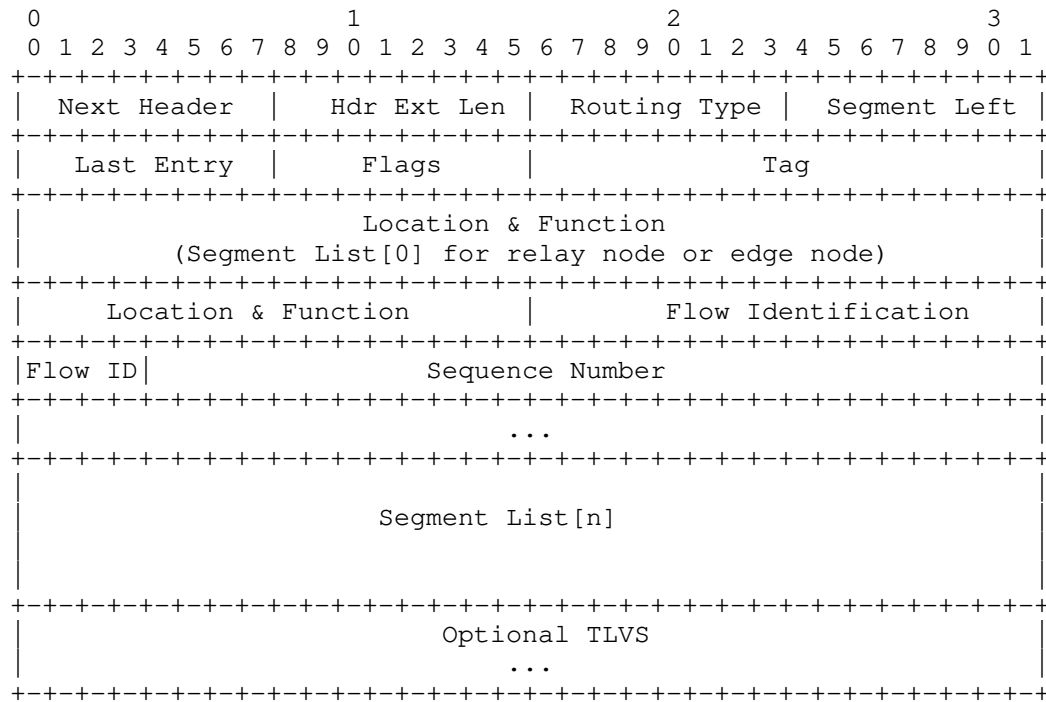 0                   1                   2                   3
 0 1 2 3 4 5 6 7 8 9 0 1 2 3 4 5 6 7 8 9 0 1 2 3 4 5 6 7 8 9 0 1
+-+-+-+-+-+-+-+-+-+-+-+-+-+-+-+-+-+-+-+-+-+-+-+-+-+-+-+-+-+-+-+-+
|  Next Header  |   Hdr Ext Len |  Routing Type |  Segment Left |
+-+-+-+-+-+-+-+-+-+-+-+-+-+-+-+-+-+-+-+-+-+-+-+-+-+-+-+-+-+-+-+-+
|   Last Entry  |     Flags     |              Tag              |
+-+-+-+-+-+-+-+-+-+-+-+-+-+-+-+-+-+-+-+-+-+-+-+-+-+-+-+-+-+-+-+-+
|                     Location & Function                       |
|         (Segment List[0] for relay node or edge node)         |
+-+-+-+-+-+-+-+-+-+-+-+-+-+-+-+-+-+-+-+-+-+-+-+-+-+-+-+-+-+-+-+-+
|     Location & Function       |        Flow Identification    |
+-+-+-+-+-+-+-+-+-+-+-+-+-+-+-+-+-+-+-+-+-+-+-+-+-+-+-+-+-+-+-+-+
|Flow ID|                 Sequence Number                       |
+-+-+-+-+-+-+-+-+-+-+-+-+-+-+-+-+-+-+-+-+-+-+-+-+-+-+-+-+-+-+-+-+
|                              ...                              |
+-+-+-+-+-+-+-+-+-+-+-+-+-+-+-+-+-+-+-+-+-+-+-+-+-+-+-+-+-+-+-+-+
|                                                               |
|                      Segment List[n]                          |
|                                                               |
|                                                               |
+-+-+-+-+-+-+-+-+-+-+-+-+-+-+-+-+-+-+-+-+-+-+-+-+-+-+-+-+-+-+-+-+
|                          Optional TLVS                        |
|                              ...                              |
+-+-+-+-+-+-+-+-+-+-+-+-+-+-+-+-+-+-+-+-+-+-+-+-+-+-+-+-+-+-+-+-+